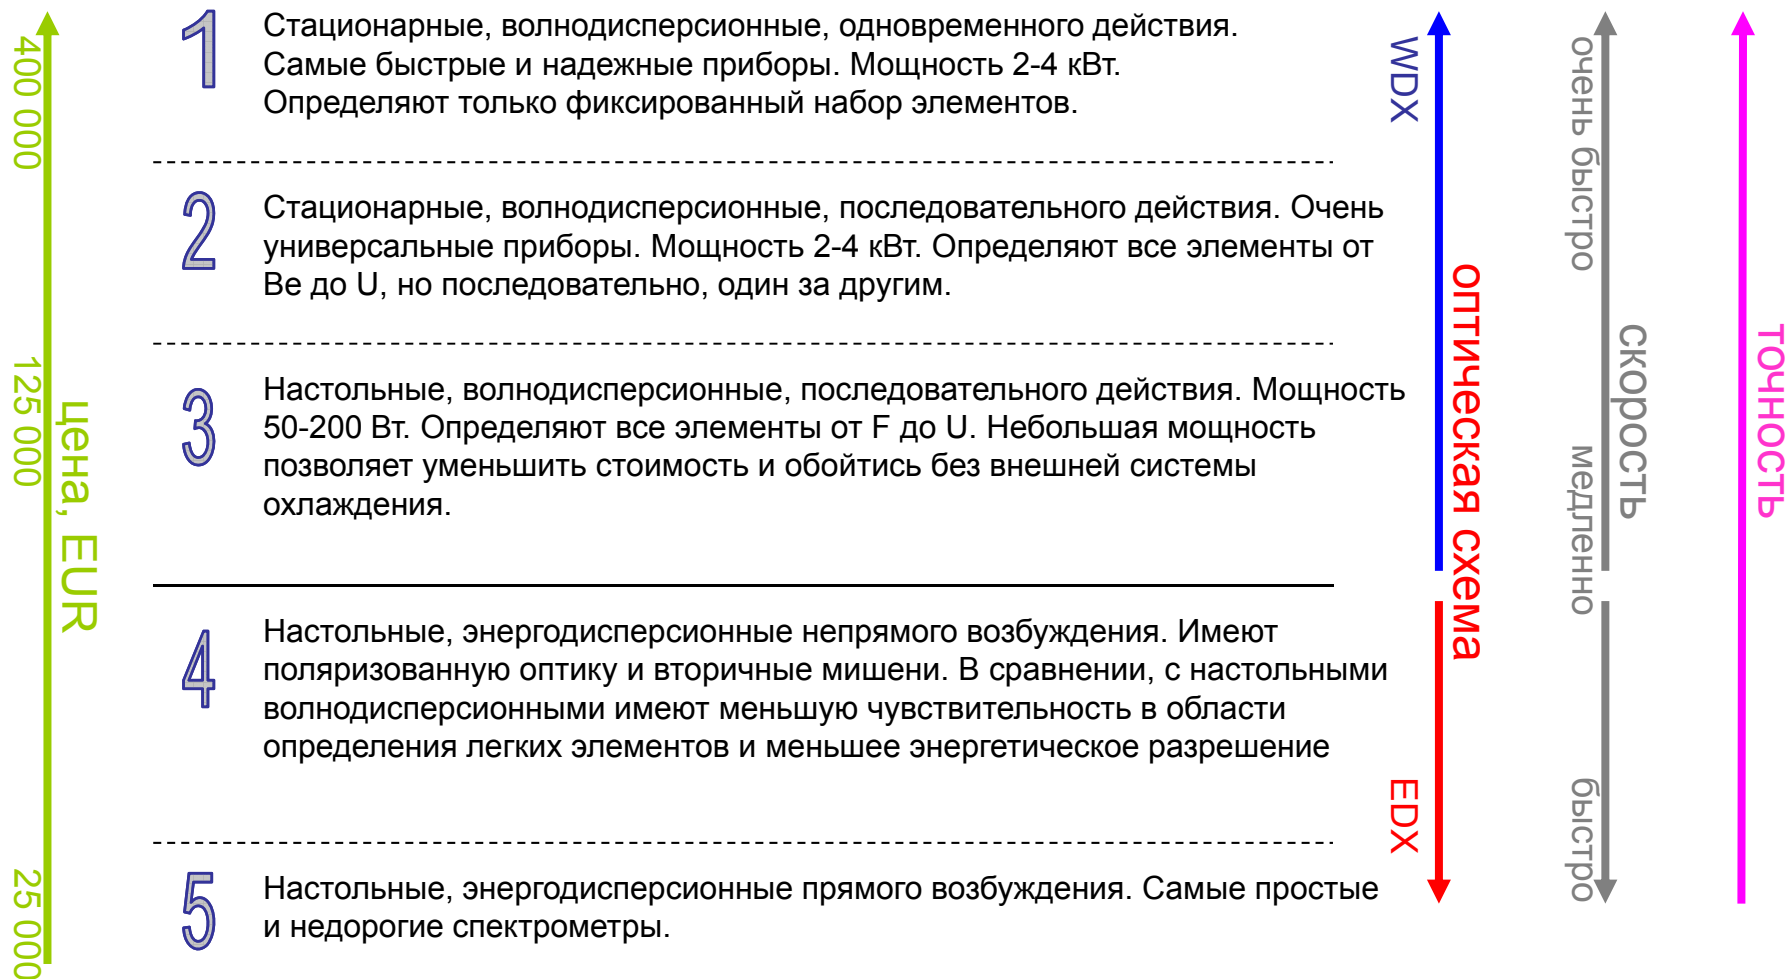 400 000
125 000
25 000
цена, EUR
1
Стационарные, волнодисперсионные, одновременного действия.
Самые быстрые и надежные приборы. Мощность 2-4 кВт.
Определяют только фиксированный набор элементов.
2
Стационарные, волнодисперсионные, последовательного действия. Очень
универсальные приборы. Мощность 2-4 кВт. Определяют все элементы от
Be до U, но последовательно, один за другим.
3
Настольные, волнодисперсионные, последовательного действия. Мощность
50-200 Вт. Определяют все элементы от F до U. Небольшая мощность
позволяет уменьшить стоимость и обойтись без внешней системы
охлаждения.
4
Настольные, энергодисперсионные непрямого возбуждения. Имеют
поляризованную оптику и вторичные мишени. В сравнении, с настольными
волнодисперсионными имеют меньшую чувствительность в области
определения легких элементов и меньшее энергетическое разрешение
5
Настольные, энергодисперсионные прямого возбуждения. Самые простые
и недорогие спектрометры.
WDX
EDX
оптическая схема
очень быстро
медленно
быстро
скорость
точность